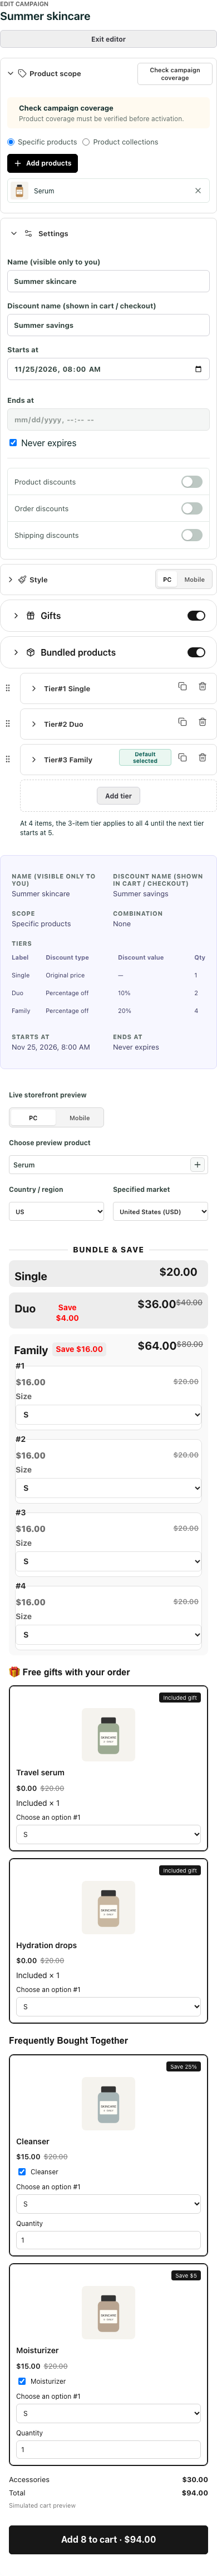 EDIT CAMPAIGN
Summer skincare
Exit editor
Product scope
Check campaign
coverage
Check campaign coverage
Product coverage must be verified before activation.
Specific products
Product collections
+ Add products
Serum
Settings
Name (visible only to you)
Summer skincare
Discount name (shown in cart / checkout)
Summer savings
Starts at
11/25/2026, 08:00 AM
Ends at
mm/dd/yyyy, --:-- --
Never expires
Product discounts
Order discounts
Shipping discounts
Style
PC
Mobile
Gifts
Bundled products
Tier#1 Single
Tier#2 Duo
Tier#3 Family
Default
selected
Add tier
At 4 items, the 3-item tier applies to all 4 until the next tier
starts at 5.
NAME (VISIBLE ONLY TO
YOU)
Summer skincare
DISCOUNT NAME (SHOWN
IN CART / CHECKOUT)
Summer savings
SCOPE
Specific products
COMBINATION
None
TIERS
Label Discount type Discount value Qty
Single Original price — 1
Duo Percentage off 10% 2
Family Percentage off 20% 4
STARTS AT
Nov 25, 2026, 8:00 AM
ENDS AT
Never expires
Live storefront preview
PC
Mobile
Choose preview product
Serum
+
Country / region
US
Specified market
United States (USD)
BUNDLE & SAVE
Single $20.00
Duo Save
$4.00 $36.00 $40.00
Family Save $16.00 $64.00 $80.00
#1
$16.00 $20.00
Size
S
#2
$16.00 $20.00
Size
S
#3
$16.00 $20.00
Size
S
#4
$16.00 $20.00
Size
S
🎁 Free gifts with your order
Included gift
Travel serum
$0.00 $20.00
Included × 1
Choose an option #1
S
Included gift
Hydration drops
$0.00 $20.00
Included × 1
Choose an option #1
S
Frequently Bought Together
Save 25%
Cleanser
$15.00 $20.00
Cleanser
Choose an option #1
S
Quantity
1
Save $5
Moisturizer
$15.00 $20.00
Moisturizer
Choose an option #1
S
Quantity
1
Accessories $30.00
Total $94.00
Simulated cart preview
Add 8 to cart · $94.00